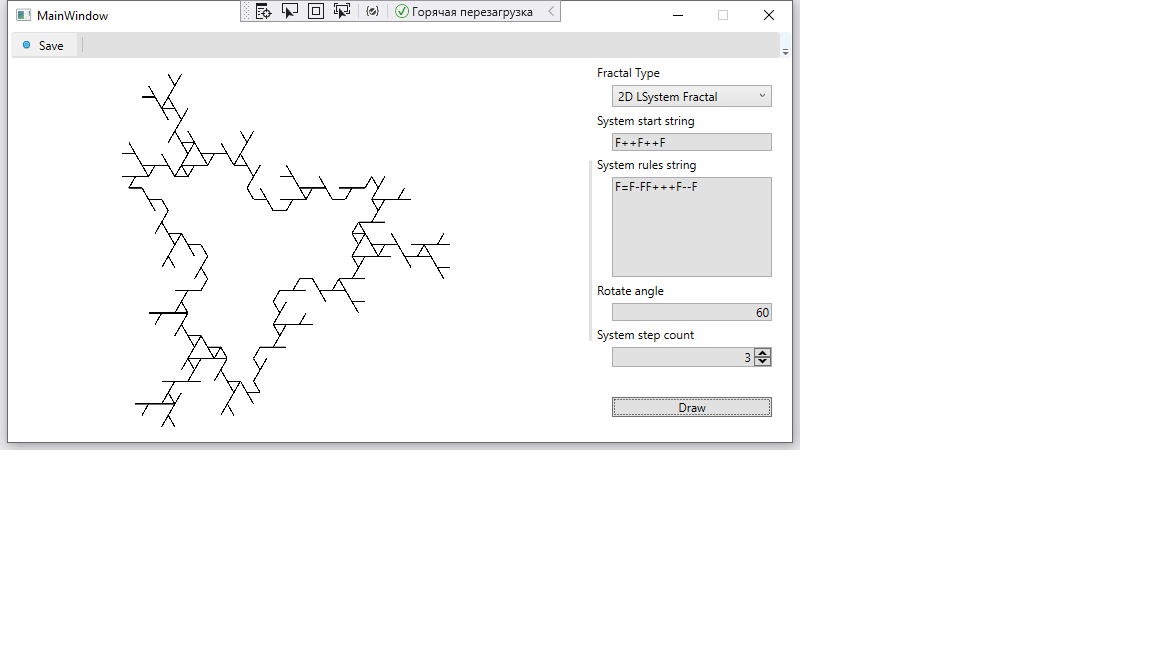 MainWindow
Горячая перезагрузка
Save
Fractal Type
2D LSystem Fractal
System start string
F++F++F
System rules string
F=F-FF+++F--F
Rotate angle
60
System step count
3
Draw